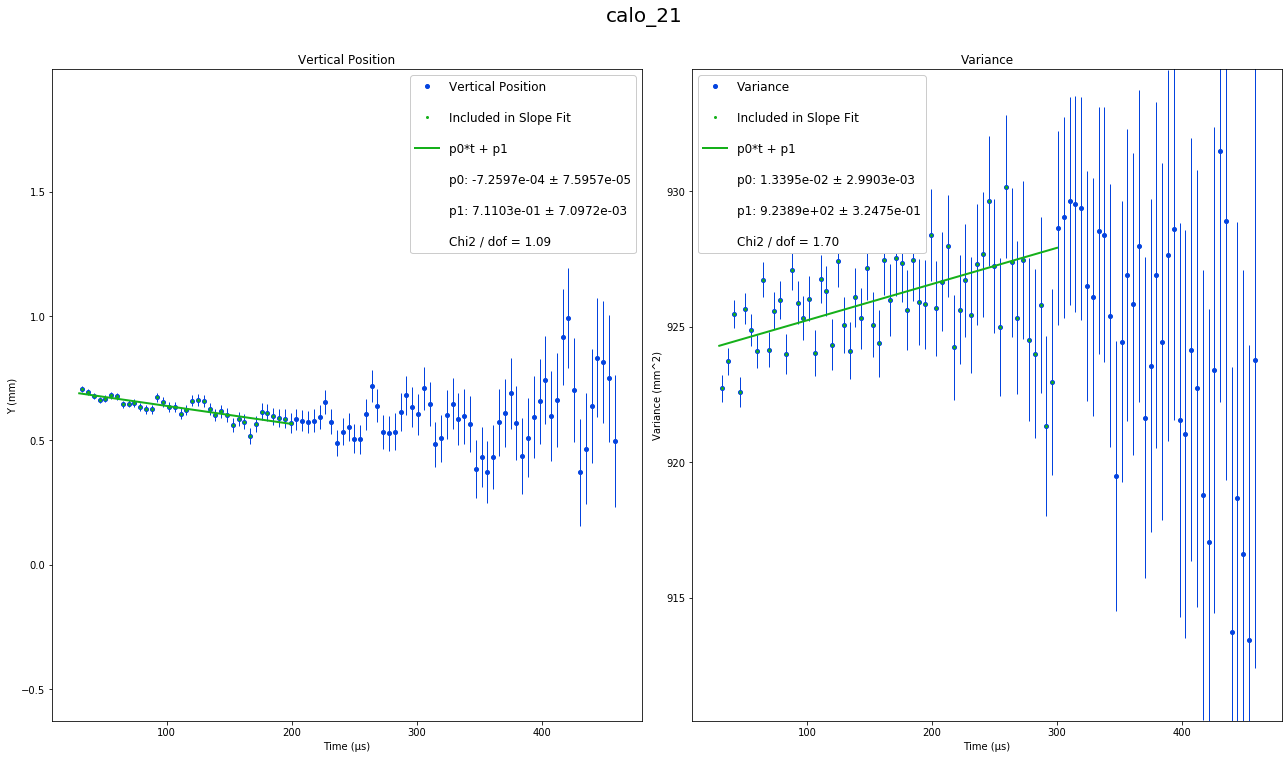 calo_21
Vertical Position
Vertical Position
Included in Slope Fit
p0*t + p1
p0: -7.2597e-04 ± 7.5957e-05
p1: 7.1103e-01 ± 7.0972e-03
Chi2 / dof = 1.09
1.5
1.0
0.5
0.0
−0.5
Y (mm)
100 200 300 400
Time (µs)
Variance
Variance
Included in Slope Fit
p0*t + p1
p0: 1.3395e-02 ± 2.9903e-03
p1: 9.2389e+02 ± 3.2475e-01
Chi2 / dof = 1.70
930
925
920
915
Variance (mm^2)
100 200 300 400
Time (µs)